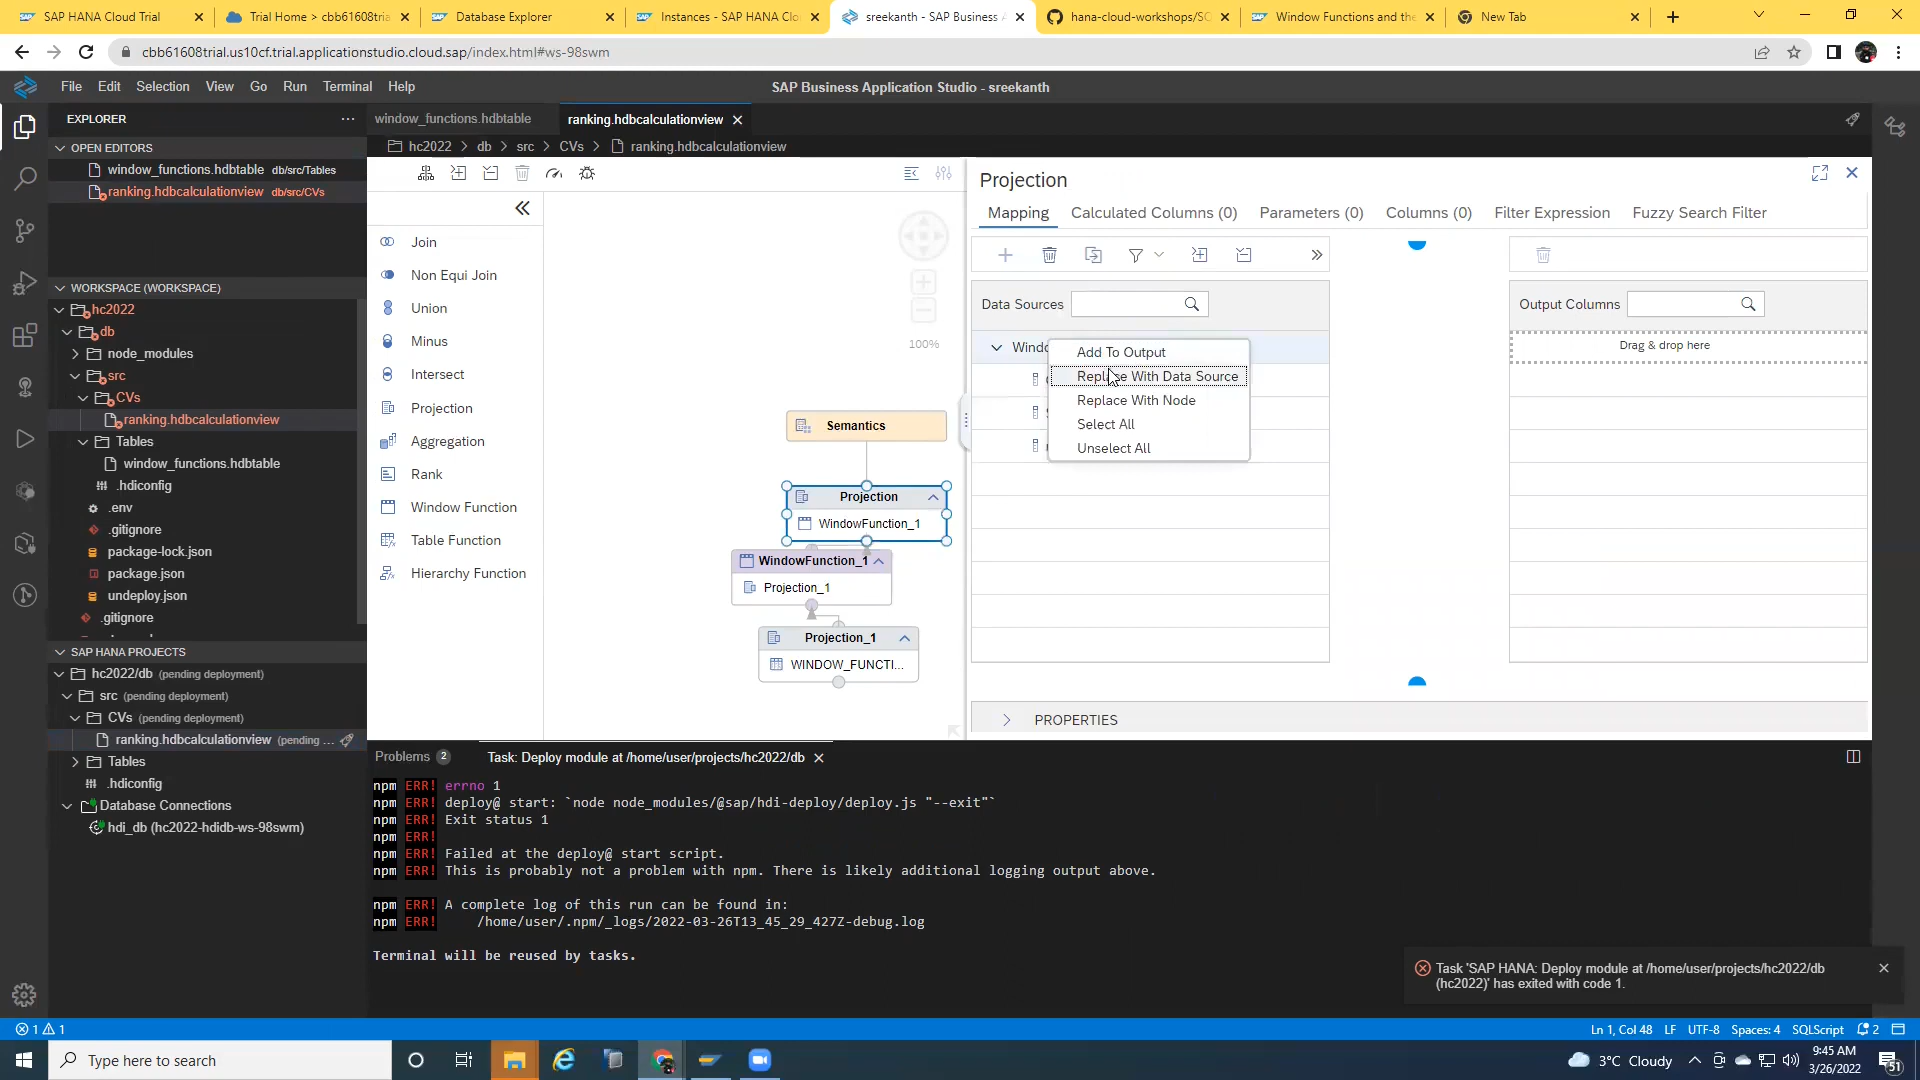 SAP HANA Cloud Trial
Trial Home > cbb61608tria
Database Explorer
Instances - SAP HANA Clo
sreekanth - SAP Business A
hana-cloud-workshops/SC
Window Functions and the
New Tab
cbb61608trial.us10cf.trial.applicationstudio.cloud.sap/index.html#ws-98swm
File Edit Selection View Go Run Terminal Help
SAP Business Application Studio - sreekanth
EXPLORER
window_functions.hdbtable
ranking.hdbcalculationview
OPEN EDITORS
hc2022 > db > src > CVs > ranking.hdbcalculationview
window_functions.hdbtable db/src/Tables
ranking.hdbcalculationview db/src/CVs
WORKSPACE (WORKSPACE)
hc2022
db
node_modules
src
CVs
ranking.hdbcalculationview
Tables
window_functions.hdbtable
.hdiconfig
.env
.gitignore
package-lock.json
package.json
undeploy.json
.gitignore
SAP HANA PROJECTS
hc2022/db (pending deployment)
src (pending deployment)
CVs (pending deployment)
ranking.hdbcalculationview (pending ...
Tables
.hdiconfig
Database Connections
hdi_db (hc2022-hdidb-ws-98swm)
Join
Non Equi Join
Union
Minus
Intersect
Projection
Aggregation
Rank
Window Function
Table Function
Hierarchy Function
100%
Semantics
Projection
WindowFunction_1
WindowFunction_1
Projection_1
Projection_1
WINDOW_FUNCTI...
Projection
Mapping Calculated Columns (0) Parameters (0) Columns (0) Filter Expression Fuzzy Search Filter
Data Sources
Output Columns
Windo
Drag & drop here
Add To Output
Replace With Data Source
Replace With Node
Select All
Unselect All
PROPERTIES
Problems 2
Task: Deploy module at /home/user/projects/hc2022/db
npm ERR! errno 1
npm ERR! deploy@ start: `node node_modules/@sap/hdi-deploy/deploy.js "--exit"`
npm ERR! Exit status 1
npm ERR!
npm ERR! Failed at the deploy@ start script.
npm ERR! This is probably not a problem with npm. There is likely additional logging output above.
npm ERR! A complete log of this run can be found in:
npm ERR! /home/user/.npm/_logs/2022-03-26T13_45_29_427Z-debug.log
Terminal will be reused by tasks.
Task 'SAP HANA: Deploy module at /home/user/projects/hc2022/db
(hc2022)' has exited with code 1.
1 1
Ln 1, Col 48 LF UTF-8 Spaces: 4 SQLScript 2
Type here to search
3°C Cloudy
9:45 AM
3/26/2022
51